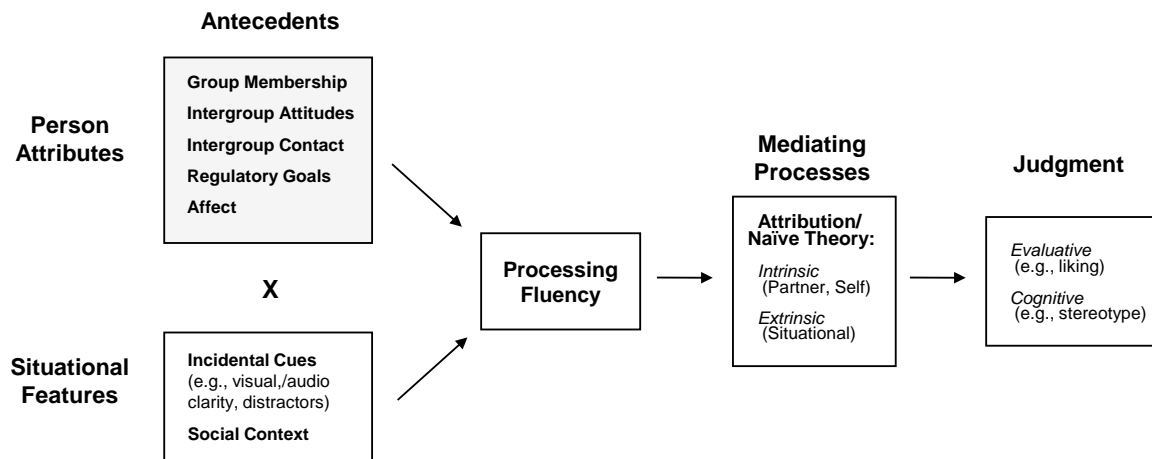 Antecedents
Person
Attributes
Group Membership
Intergroup Attitudes
Intergroup Contact
Regulatory Goals
Affect
X
Situational
Features
Incidental Cues
(e.g., visual,/audio
clarity, distractors)
Social Context
Processing
Fluency
Mediating
Processes
Attribution/
Naïve Theory:
Intrinsic
(Partner, Self)
Extrinsic
(Situational)
Judgment
Evaluative
(e.g., liking)
Cognitive
(e.g., stereotype)